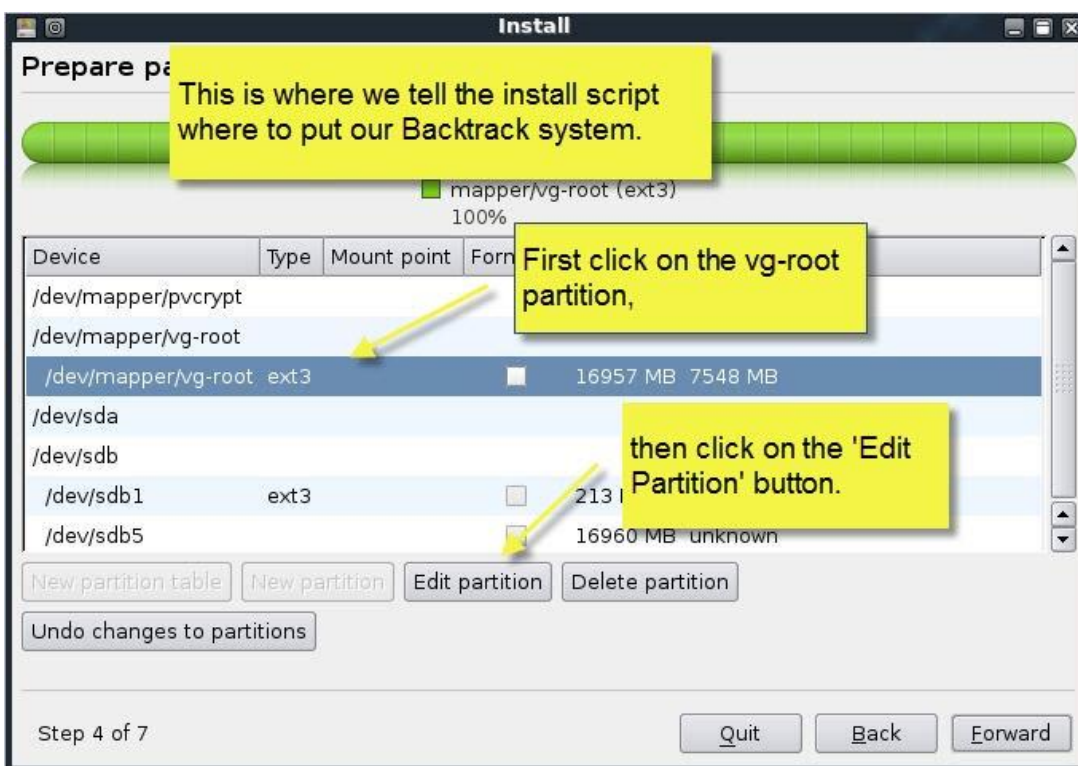 Install
Prepare pa
This is where we tell the install script
where to put our Backtrack system.
mapper/vg-root (ext3)
100%
First click on the vg-root
partition,
Device Type Mount point Forn
/dev/mapper/pvcrypt
/dev/mapper/vg-root
/dev/mapper/vg-root ext3 16957 MB 7548 MB
/dev/sda
/dev/sdb
then click on the 'Edit
Partition' button.
/dev/sdb1 ext3 213
/dev/sdb5 16960 MB unknown
New partition table New partition Edit partition Delete partition
Undo changes to partitions
Step 4 of 7 Quit Back Forward